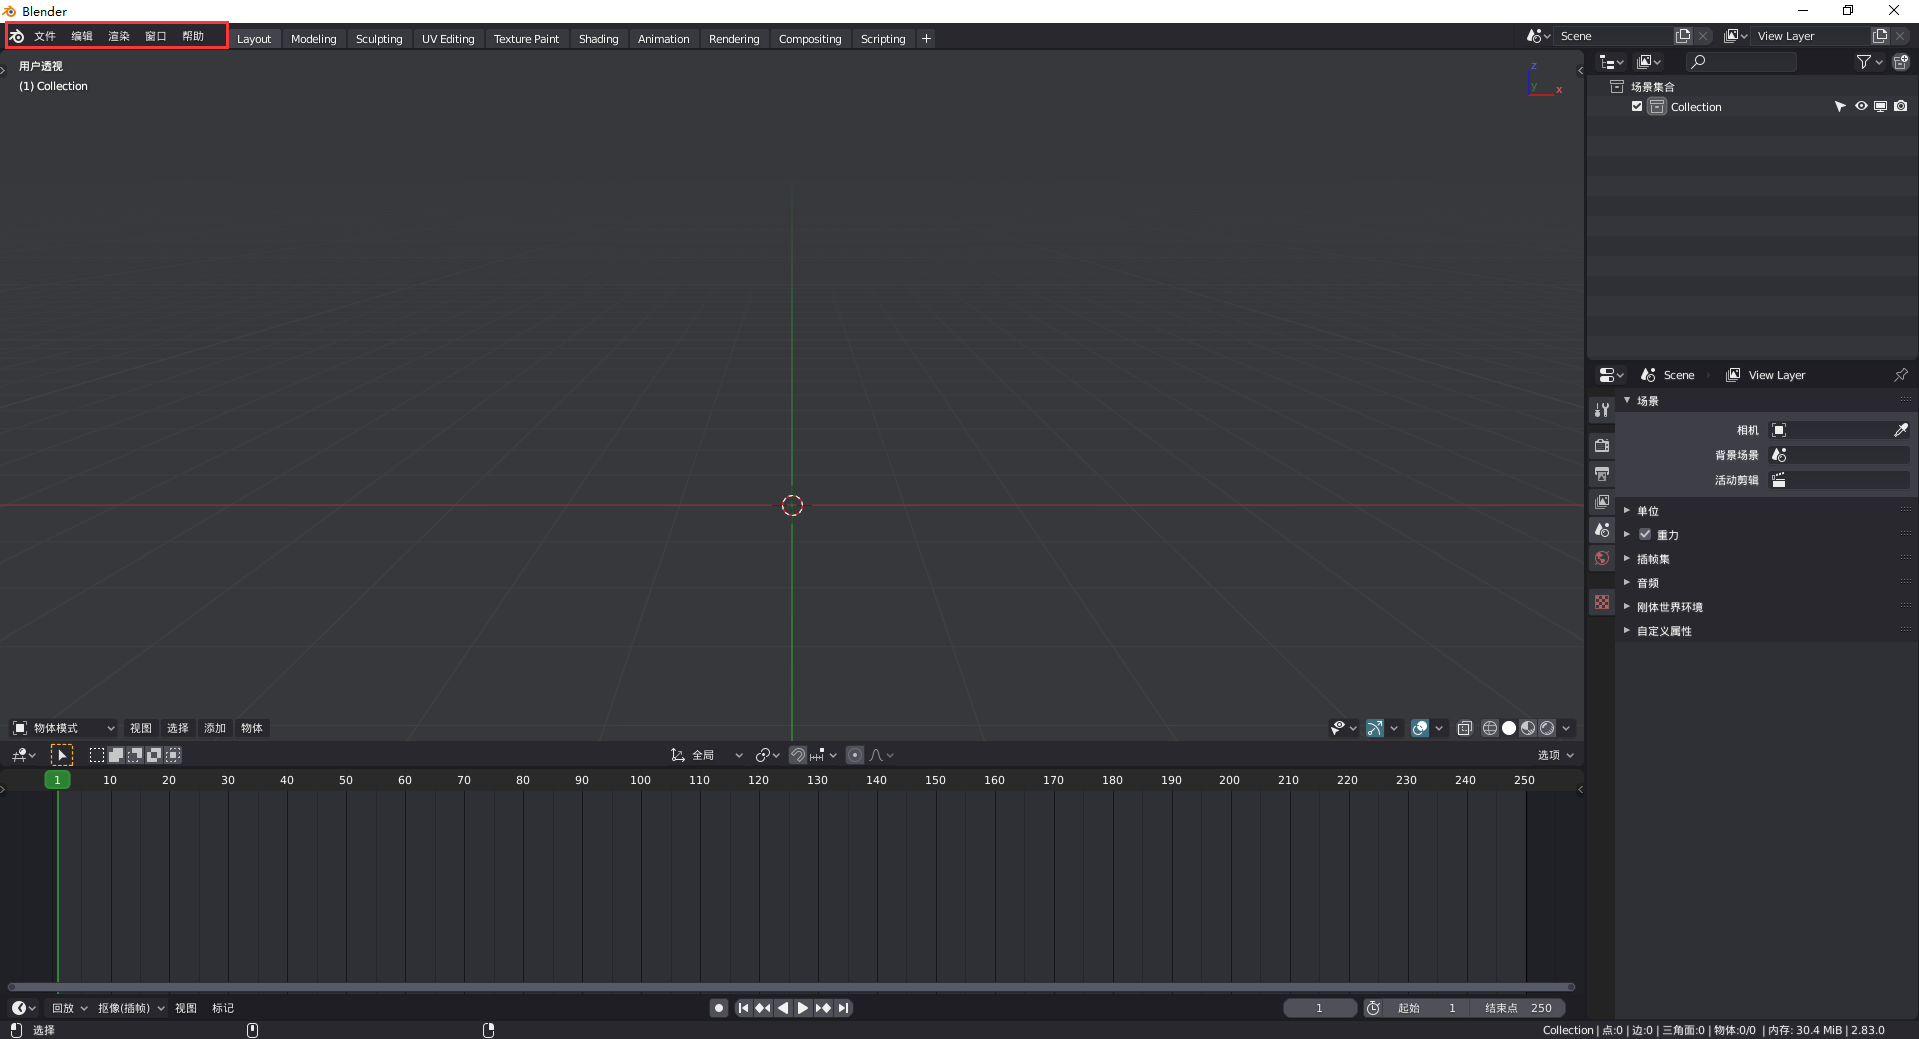 Blender
文件 编辑 渲染 窗口 帮助 Layout Modeling Sculpting UV Editing Texture Paint Shading Animation Rendering Compositing Scripting + Scene View Layer
用户透视
(1) Collection
z
y x
场景集合
Collection
Scene View Layer
场景
相机
背景场景
活动剪辑
单位
重力
插帧集
音频
刚体世界环境
自定义属性
物体模式 视图 选择 添加 物体
全局 选项
1 10 20 30 40 50 60 70 80 90 100 110 120 130 140 150 160 170 180 190 200 210 220 230 240 250
回放 抠像(插帧) 视图 标记 1 起始 1 结束点 250
选择 Collection | 点:0 | 边:0 | 三角面:0 | 物体:0/0 | 内存: 30.4 MiB | 2.83.0